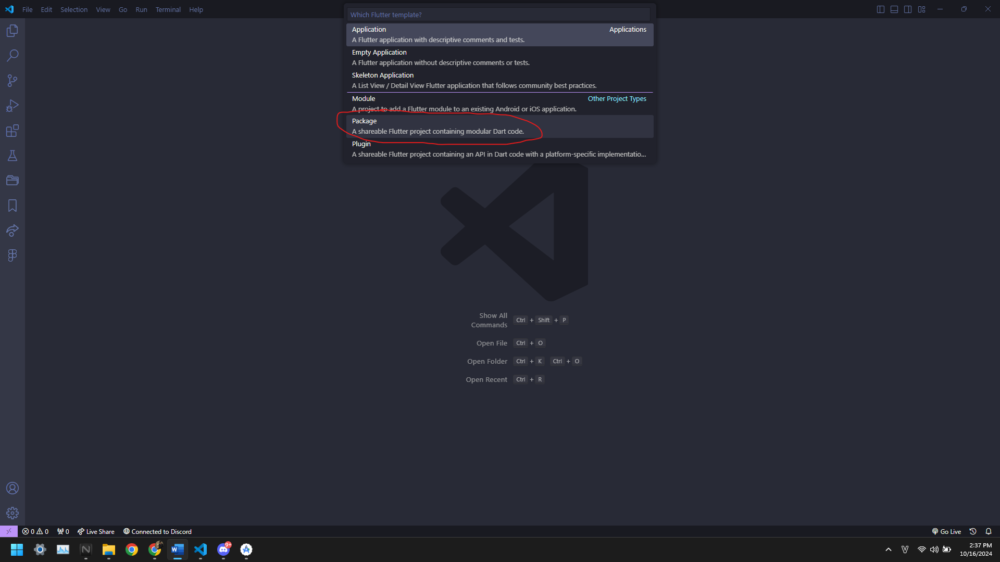 File Edit Selection View Go Run Terminal Help
Which Flutter template?
Application Applications
A Flutter application with descriptive comments and tests.
Empty Application
A Flutter application without descriptive comments or tests.
Skeleton Application
A List View / Detail View Flutter application that follows community best practices.
Module Other Project Types
A project to add a Flutter module to an existing Android or iOS application.
Package
A shareable Flutter project containing modular Dart code.
Plugin
A shareable Flutter project containing an API in Dart code with a platform-specific implementatio...
Show All
Commands
Ctrl + Shift + P
Open File Ctrl + O
Open Folder Ctrl + K Ctrl + O
Open Recent Ctrl + R
0 0 0 Live Share Connected to Discord Go Live
9+
V
2:37 PM
10/16/2024